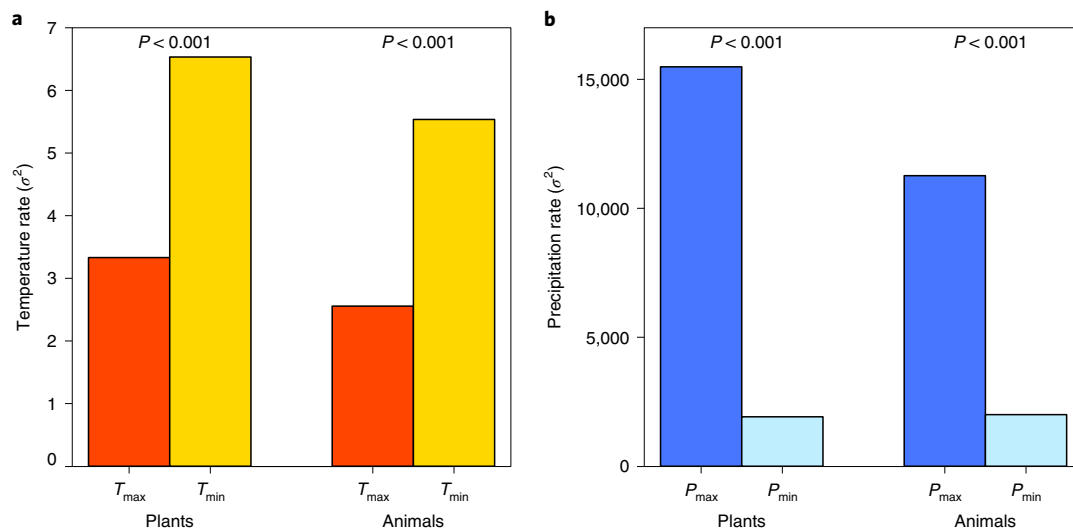 a
P < 0.001 P < 0.001
7
6
5
4
3
2
1
0
Temperature rate (σ²)
Tmax Tmin Tmax Tmin
Plants Animals
b
P < 0.001 P < 0.001
15,000
10,000
5,000
0
Precipitation rate (σ²)
Pmax Pmin Pmax Pmin
Plants Animals